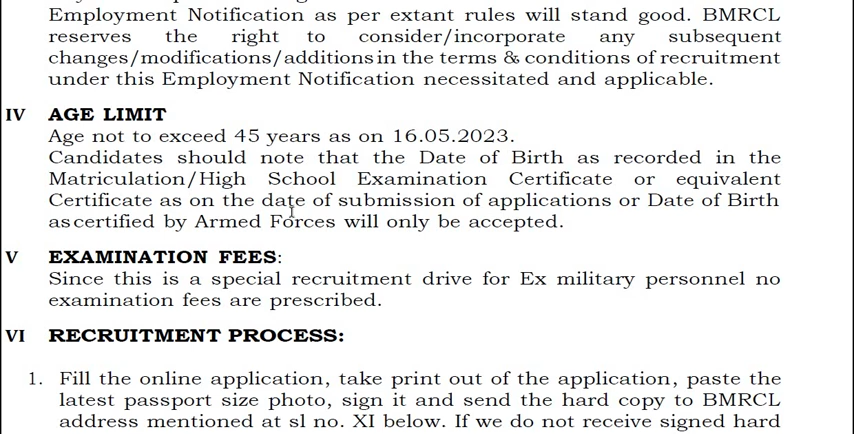 Employment Notification as per extant rules will stand good. BMRCL
reserves the right to consider/incorporate any subsequent
changes/modifications/additions in the terms & conditions of recruitment
under this Employment Notification necessitated and applicable.
IV AGE LIMIT
Age not to exceed 45 years as on 16.05.2023.
Candidates should note that the Date of Birth as recorded in the
Matriculation/High School Examination Certificate or equivalent
Certificate as on the date of submission of applications or Date of Birth
as certified by Armed Forces will only be accepted.
V EXAMINATION FEES:
Since this is a special recruitment drive for Ex military personnel no
examination fees are prescribed.
VI RECRUITMENT PROCESS:
1. Fill the online application, take print out of the application, paste the
latest passport size photo, sign it and send the hard copy to BMRCL
address mentioned at sl no. XI below. If we do not receive signed hard